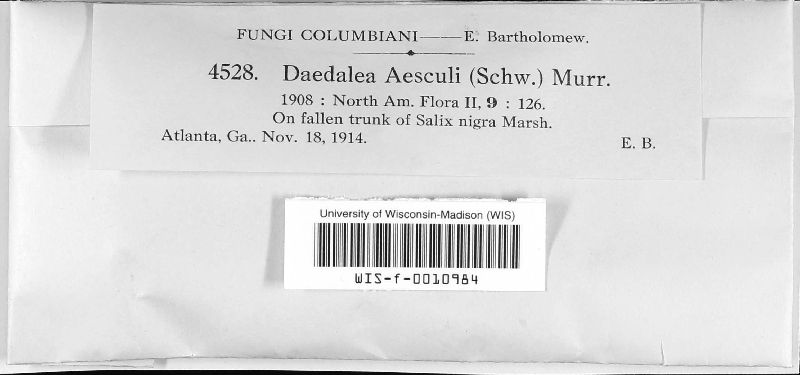 FUNGI COLUMBIANI——E. Bartholomew.
4528. Daedalea Aesculi (Schw.) Murr.
1908 : North Am. Flora II, 9 : 126.
On fallen trunk of Salix nigra Marsh.
Atlanta, Ga.. Nov. 18, 1914. E. B.
University of Wisconsin-Madison (WIS)
WIS-f-0010984